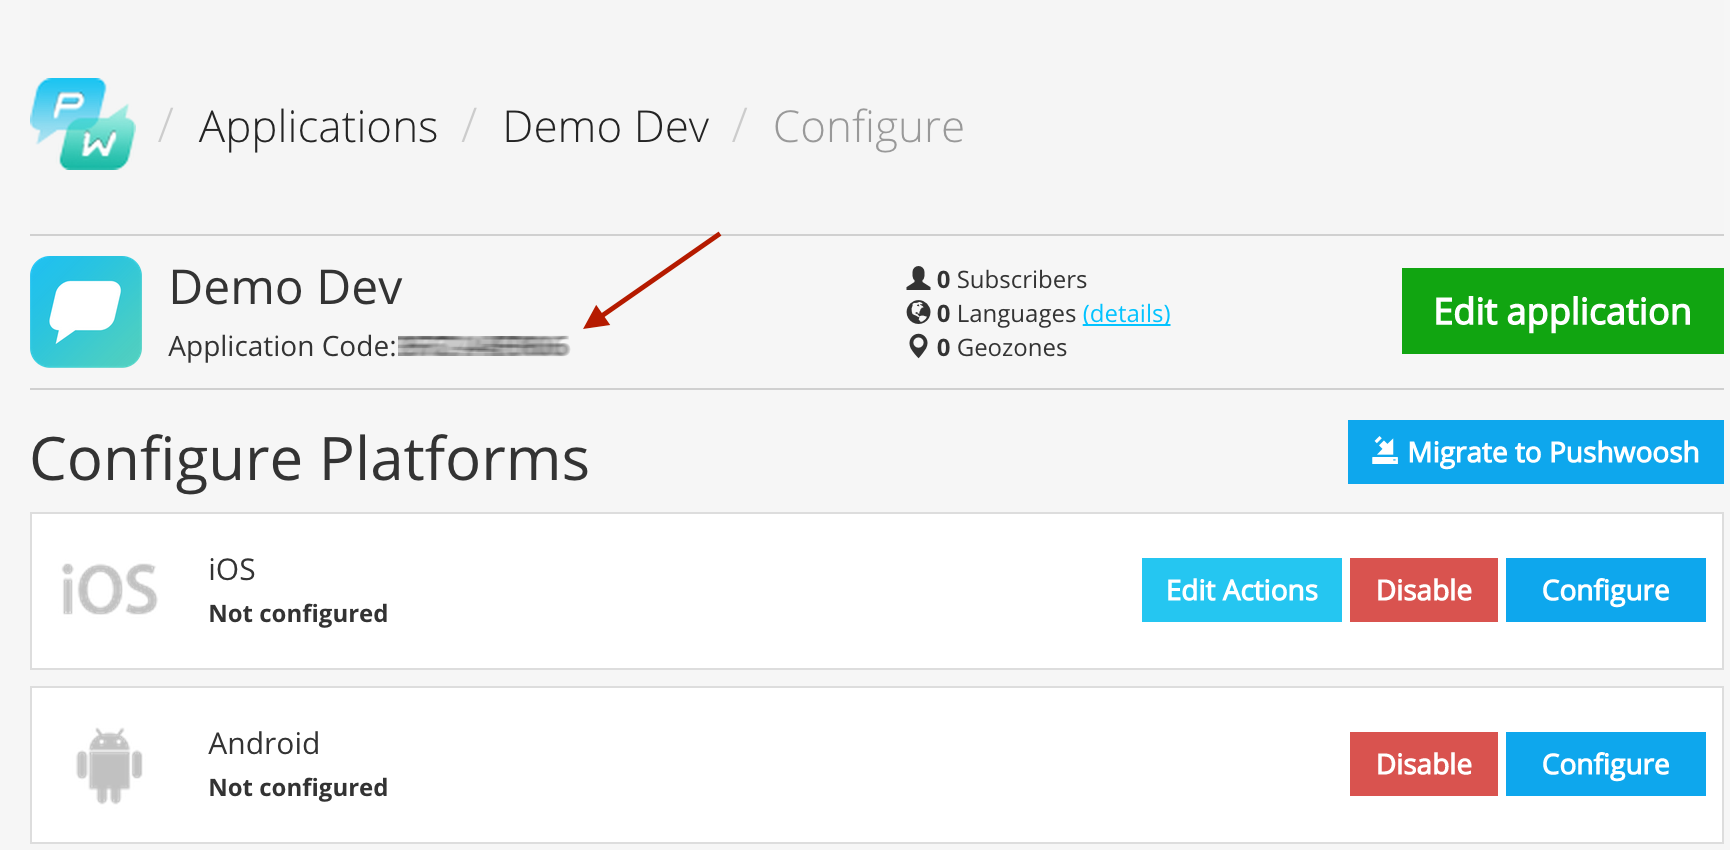 P
W
/ Applications / Demo Dev / Configure
Demo Dev
Application Code:
0 Subscribers
0 Languages (details)
0 Geozones
Edit application
Configure Platforms
Migrate to Pushwoosh
iOS
iOS
Not configured
Edit Actions
Disable
Configure
Android
Not configured
Disable
Configure